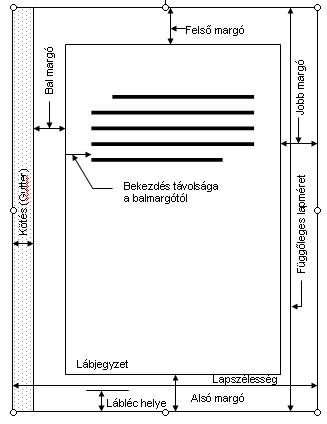 Felső margó
Bal margó
Jobb margó
Kötés (Gutter)
Bekezdés távolsága
a balmargótól
Függőleges lapméret
Lábjegyzet
Lapszélesség
Lábléc helye
Alsó margó